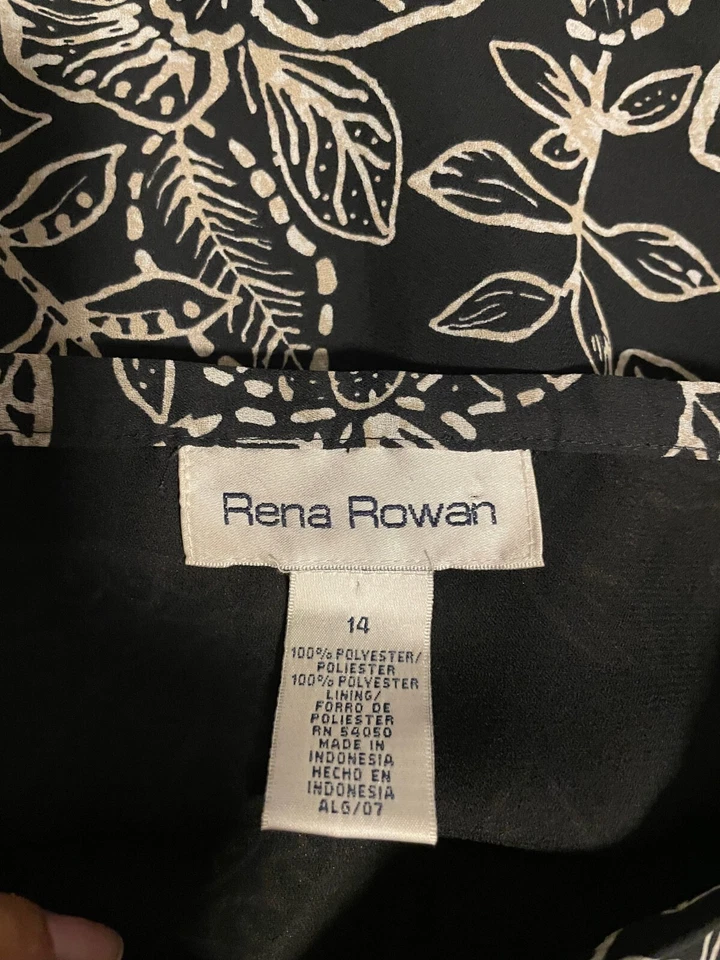 Rena Rowan
14
100% POLYESTER/
POLIESTER
100% POLYESTER
LINING/
FORRO DE
POLIESTER
RN 54050
MADE IN
INDONESIA
HECHO EN
INDONESIA
ALG/07